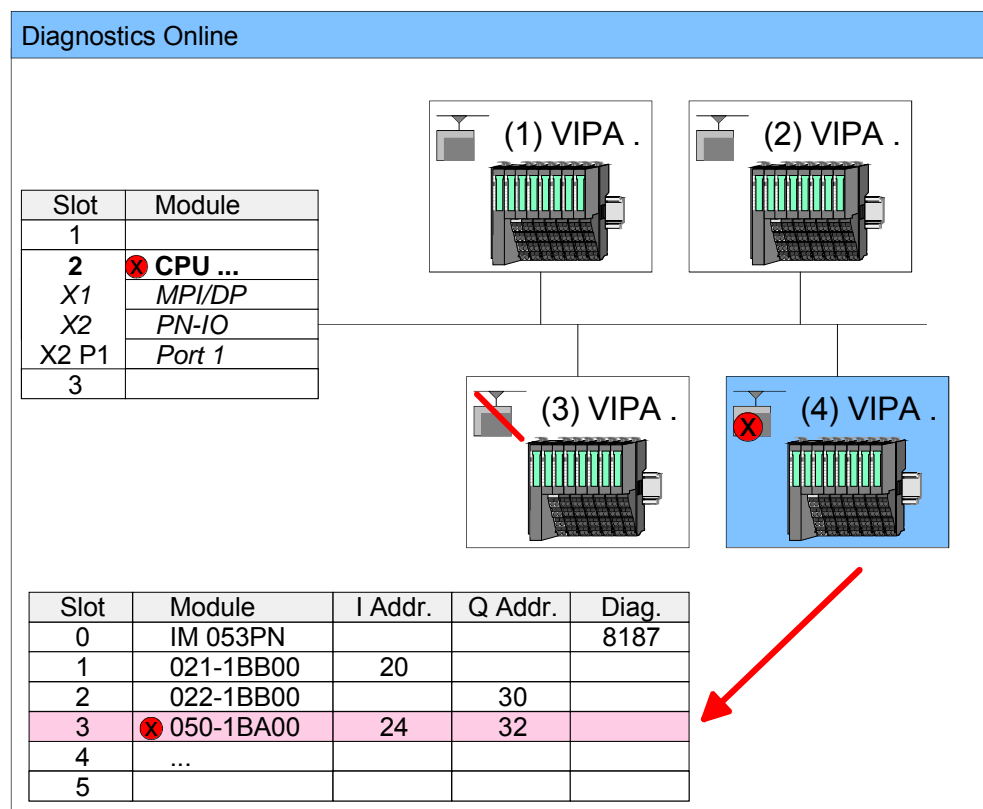 Diagnostics Online
(1) VIPA .
(2) VIPA .
Slot Module
1
2 X CPU ...
X1 MPI/DP
X2 PN-IO
X2 P1 Port 1
3
(3) VIPA .
X (4) VIPA .
Slot Module I Addr. Q Addr. Diag.
0 IM 053PN 8187
1 021-1BB00 20
2 022-1BB00 30
3 X 050-1BA00 24 32
4 ...
5